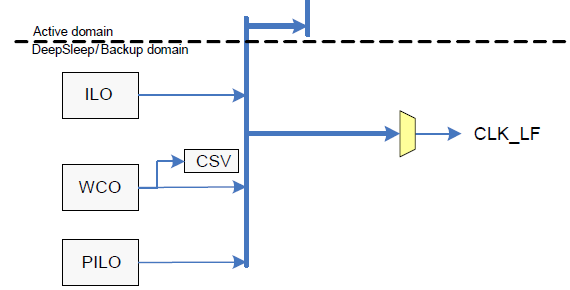 Active domain
DeepSleep/Backup domain
ILO
CLK_LF
CSV
WCO
PILO